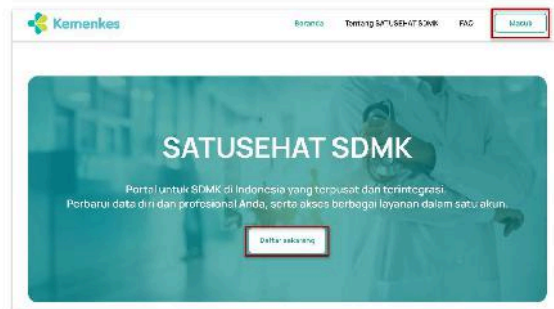 Kemenkes
Beranda Tentang SATUSEHAT SDMK FAQ Masuk
SATUSEHAT SDMK
Portal untuk SDMK di Indonesia yang terpusat dan terintegrasi.
Perbarui data diri dan profesional Anda, serta akses berbagai layanan dalam satu akun.
Daftar sekarang